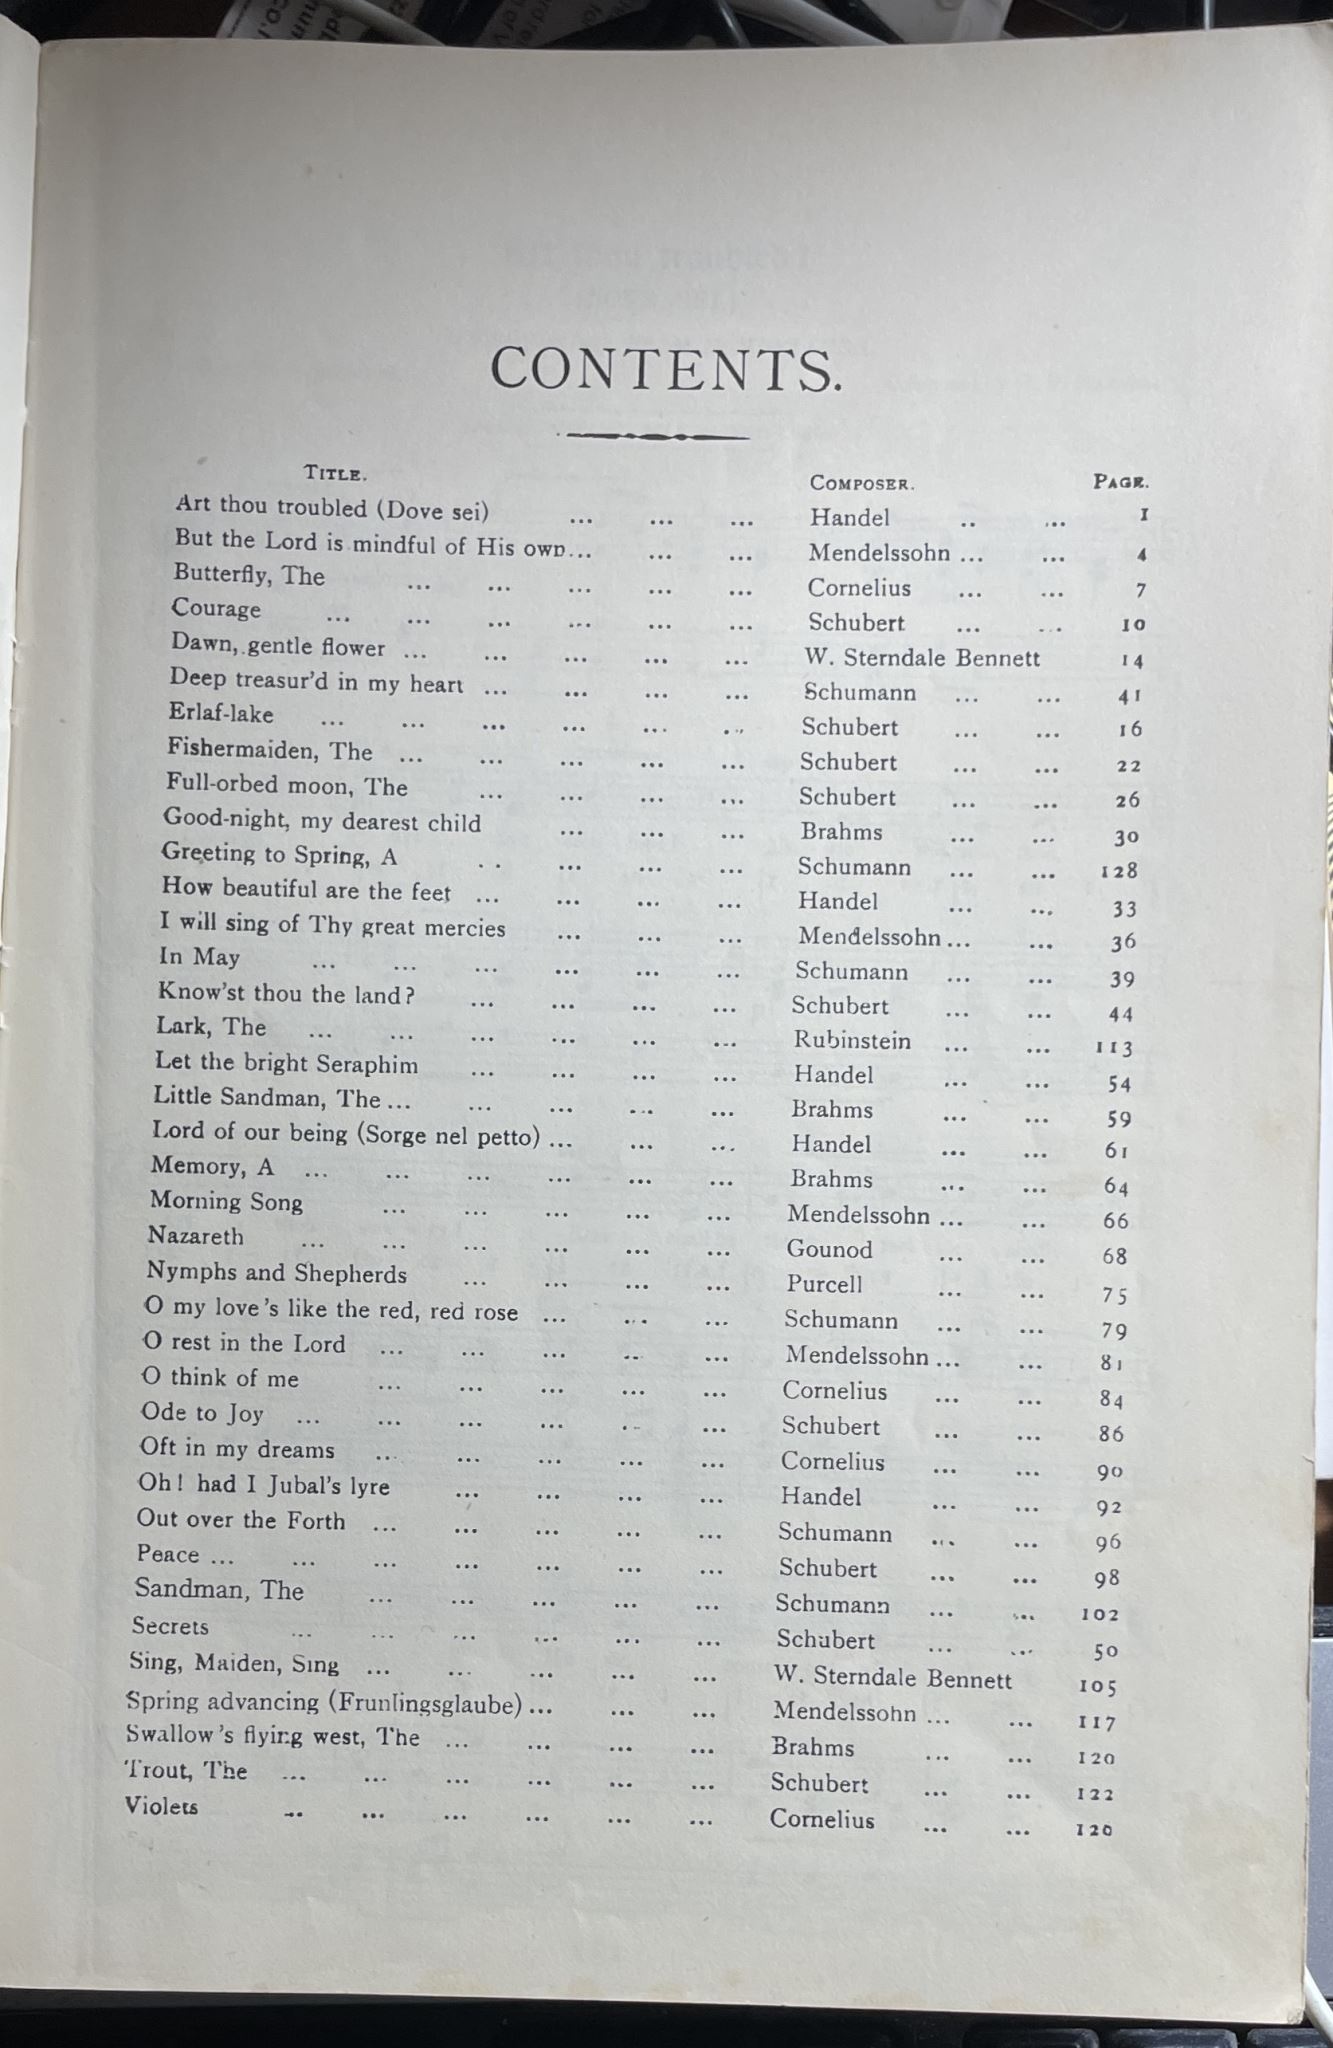 CONTENTS.
TITLE. COMPOSER. PAGE.
Art thou troubled (Dove sei) ... ... ... Handel .. ... 1
But the Lord is mindful of His own... ... ... Mendelssohn ... ... 4
Butterfly, The ... ... ... ... ... Cornelius ... ... 7
Courage ... ... ... ... ... ... Schubert ... ... 10
Dawn, gentle flower ... ... ... ... ... W. Sterndale Bennett 14
Deep treasur'd in my heart ... ... ... ... Schumann ... ... 41
Erlaf-lake ... ... ... ... ... ... Schubert ... ... 16
Fishermaiden, The ... ... ... ... ... Schubert ... ... 22
Full-orbed moon, The ... ... ... ... Schubert ... ... 26
Good-night, my dearest child ... ... ... Brahms ... ... 30
Greeting to Spring, A .. ... ... ... Schumann ... ... 128
How beautiful are the feet ... ... ... ... Handel ... ... 33
I will sing of Thy great mercies ... ... ... Mendelssohn ... ... 36
In May ... ... ... ... ... ... Schumann ... ... 39
Know'st thou the land? ... ... ... ... Schubert ... ... 44
Lark, The ... ... ... ... ... ... Rubinstein ... ... 113
Let the bright Seraphim ... ... ... ... Handel ... ... 54
Little Sandman, The ... ... ... ... ... Brahms ... ... 59
Lord of our being (Sorge nel petto) ... ... ... Handel ... ... 61
Memory, A ... ... ... ... ... ... Brahms ... ... 64
Morning Song ... ... ... ... ... Mendelssohn ... ... 66
Nazareth ... ... ... ... ... ... Gounod ... ... 68
Nymphs and Shepherds ... ... ... ... Purcell ... ... 75
O my love's like the red, red rose ... ... ... Schumann ... ... 79
O rest in the Lord ... ... ... .. ... Mendelssohn ... ... 81
O think of me ... ... ... ... ... Cornelius ... ... 84
Ode to Joy ... ... ... ... .. ... Schubert ... ... 86
Oft in my dreams ... ... ... ... ... Cornelius ... ... 90
Oh! had I Jubal's lyre ... ... ... ... Handel ... ... 92
Out over the Forth ... ... ... ... ... Schumann ... ... 96
Peace ... ... ... ... ... ... ... Schubert ... ... 98
Sandman, The ... ... ... ... ... Schumann ... ... 102
Secrets ... ... ... ... ... ... Schubert ... ... 50
Sing, Maiden, Sing ... ... ... ... ... W. Sterndale Bennett 105
Spring advancing (Frunlingsglaube) ... ... ... Mendelssohn ... ... 117
Swallow's flying west, The ... ... ... ... Brahms ... ... 120
Trout, The ... ... ... ... ... ... Schubert ... ... 122
Violets ... ... ... ... ... ... Cornelius ... ... 120